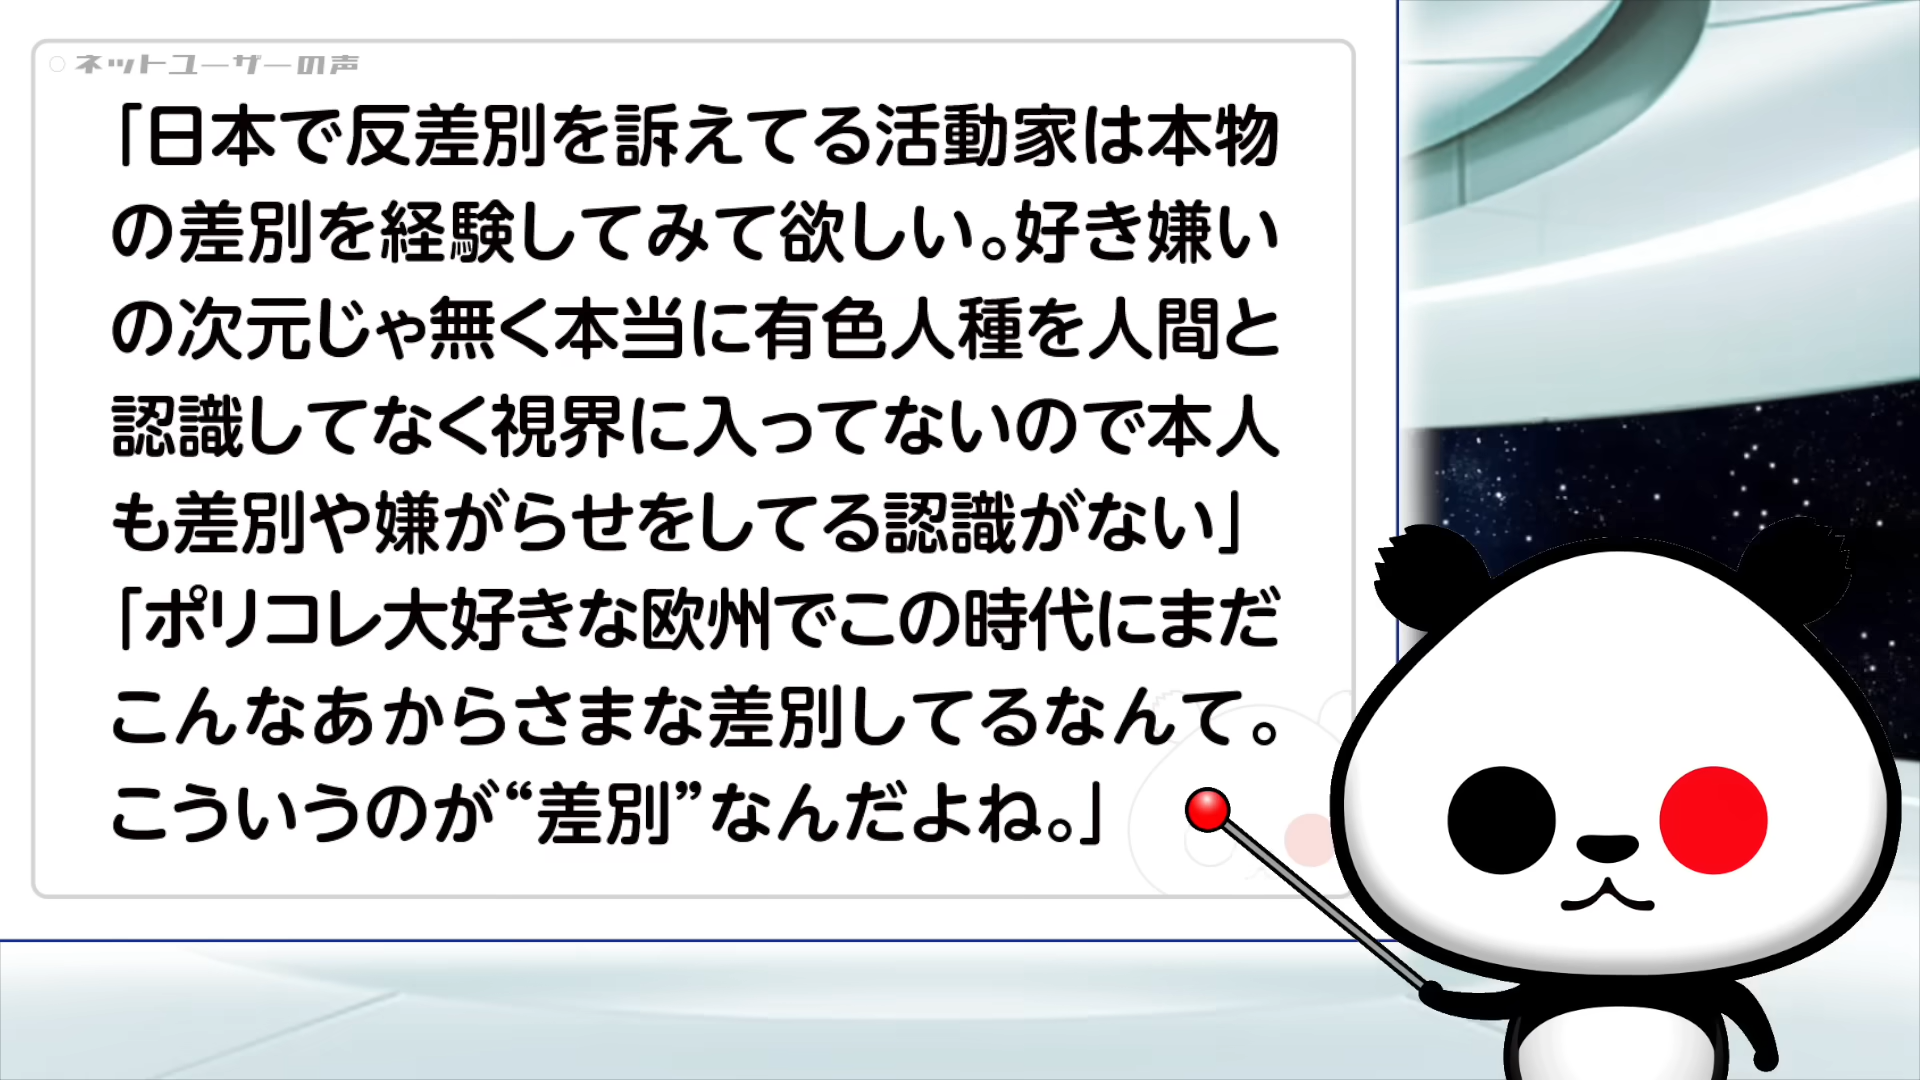 ネットユーザーの声
「日本で反差別を訴えてる活動家は本物
の差別を経験してみて欲しい。好き嫌い
の次元じゃ無く本当に有色人種を人間と
認識してなく視界に入ってないので本人
も差別や嫌がらせをしてる認識がない」
「ポリコレ大好きな欧州でこの時代にまだ
こんなあからさまな差別してるなんて。
こういうのが“差別”なんだよね。」